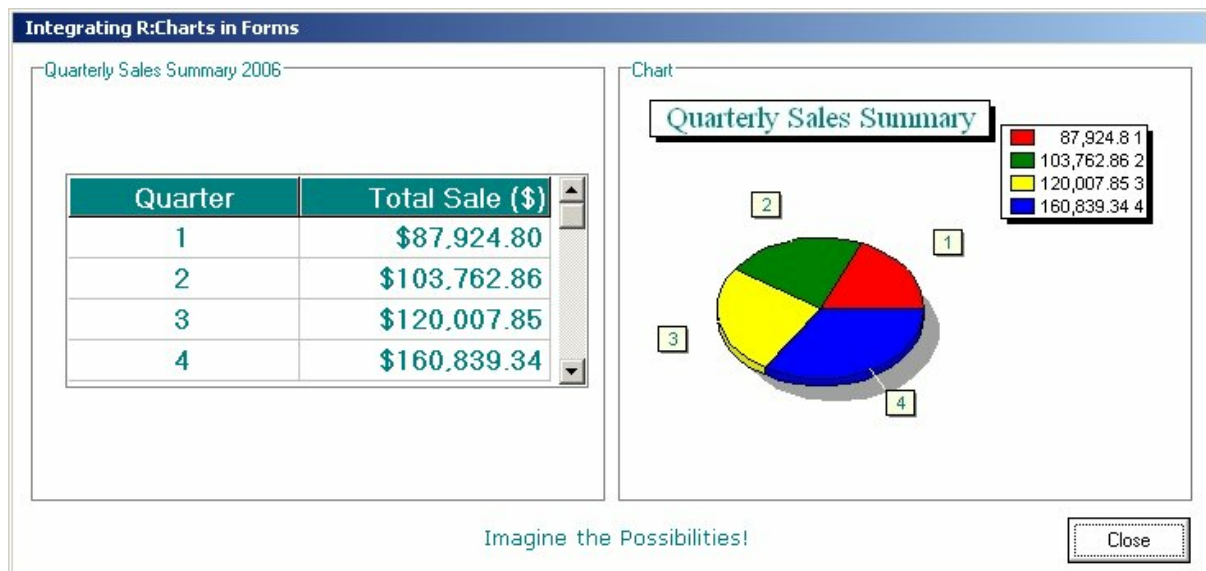 Integrating R:Charts in Forms
Quarterly Sales Summary 2006
Quarter Total Sale ($)
1 $87,924.80
2 $103,762.86
3 $120,007.85
4 $160,839.34
Chart
Quarterly Sales Summary
87,924.8 1
103,762.86 2
120,007.85 3
160,839.34 4
2
1
3
4
Imagine the Possibilities!
Close